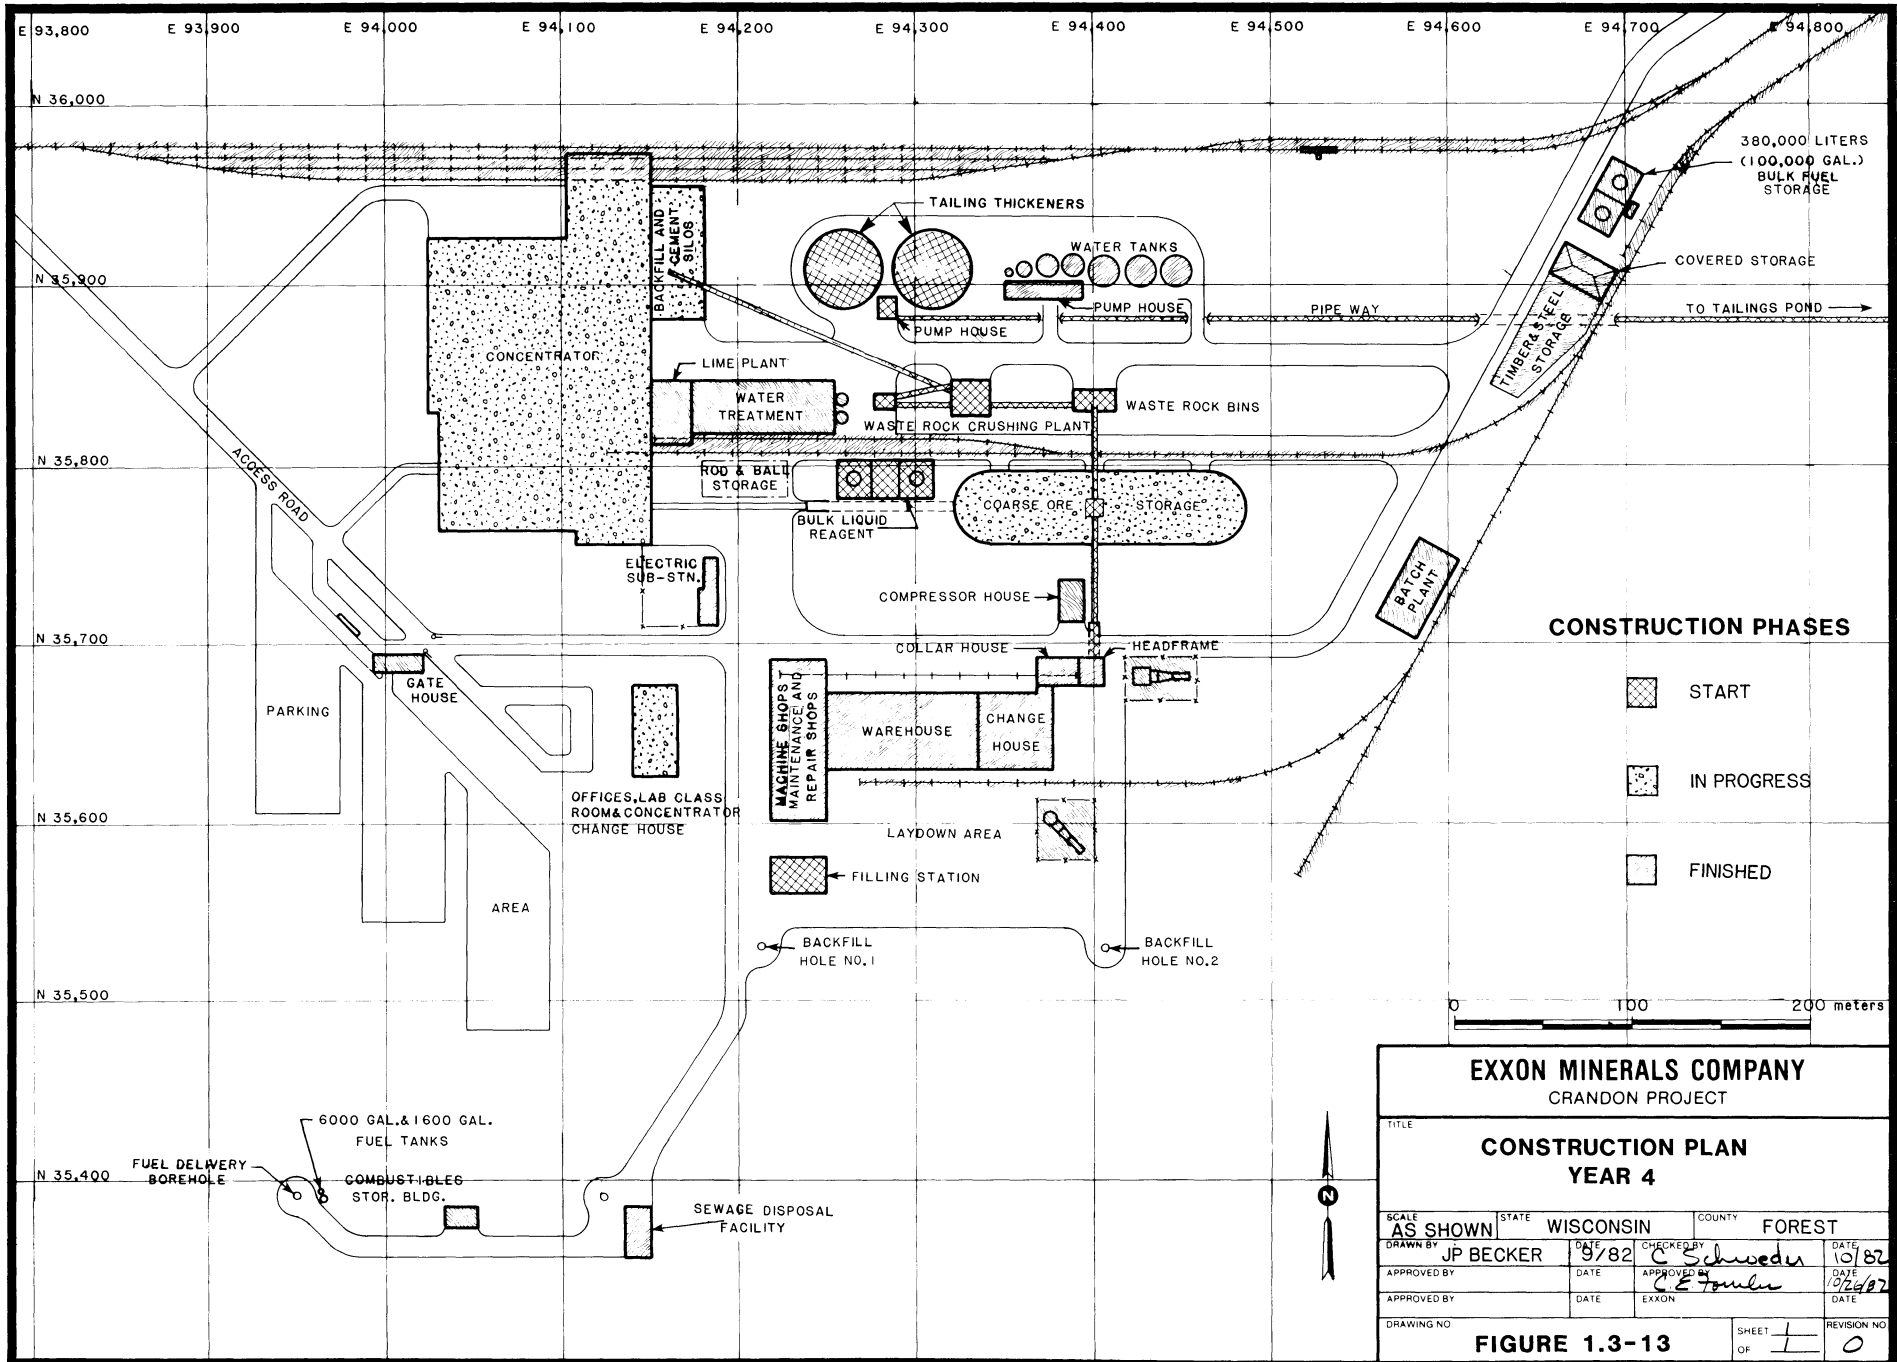 E 93,800
E 93,900
E 94,000
E 94,100
E 94,200
E 94,300
E 94,400
E 94,500
E 94,600
E 94,700
E 94,800
N 36,000
N 35,900
N 35,800
N 35,700
N 35,600
N 35,500
N 35,400
380,000 LITERS
(100,000 GAL.)
BULK FUEL
STORAGE
TAILING THICKENERS
WATER TANKS
COVERED STORAGE
BACKFILL AND
CEMENT
SILOS
PUMP HOUSE
PUMP HOUSE
PIPE WAY
TO TAILINGS POND
TIMBER & STEEL
STORAGE
CONCENTRATOR
LIME PLANT
WATER
TREATMENT
WASTE ROCK BINS
WASTE ROCK CRUSHING PLANT
ACCESS ROAD
ROD & BALL
STORAGE
BULK LIQUID
REAGENT
COARSE ORE
STORAGE
ELECTRIC
SUB-STN.
COMPRESSOR HOUSE
BATCH
PLANT
COLLAR HOUSE
HEADFRAME
GATE
HOUSE
PARKING
MACHINE SHOPS
MAINTENANCE, AND
REPAIR SHOPS
WAREHOUSE
CHANGE
HOUSE
OFFICES, LAB CLASS
ROOM & CONCENTRATOR
CHANGE HOUSE
LAYDOWN AREA
FILLING STATION
AREA
BACKFILL
HOLE NO.1
BACKFILL
HOLE NO.2
CONSTRUCTION PHASES
START
IN PROGRESS
FINISHED
0 100 200 meters
6000 GAL. & 1600 GAL.
FUEL TANKS
FUEL DELIVERY
BOREHOLE
COMBUSTIBLES
STOR. BLDG.
SEWAGE DISPOSAL
FACILITY
N
EXXON MINERALS COMPANY
CRANDON PROJECT
TITLE
CONSTRUCTION PLAN
YEAR 4
SCALE AS SHOWN STATE WISCONSIN COUNTY FOREST
DRAWN BY JP BECKER DATE 9/82 CHECKED BY C Schroeder DATE 10/82
APPROVED BY DATE APPROVED BY C.E. Fowler DATE 10/26/82
APPROVED BY DATE EXXON DATE
DRAWING NO FIGURE 1.3-13 SHEET 1 OF 1 REVISION NO. 0